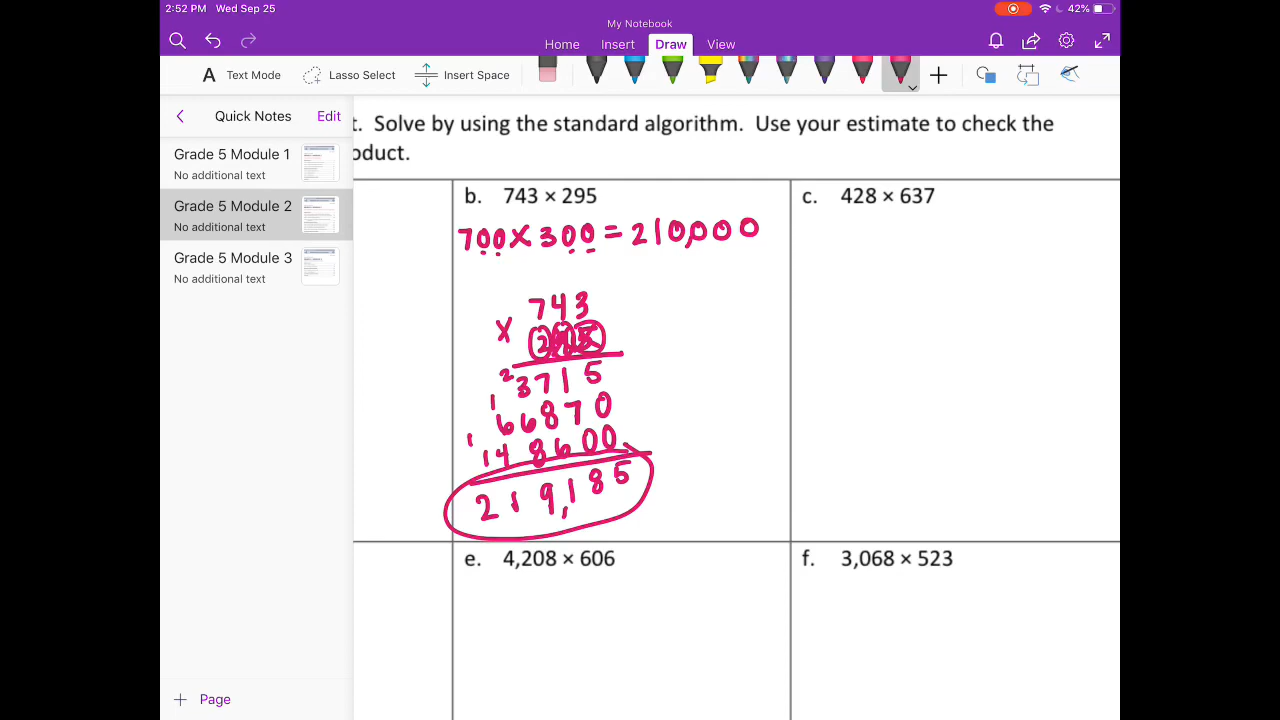 2:52 PM Wed Sep 25
42%
My Notebook
Home Insert Draw View
Text Mode Lasso Select Insert Space
Quick Notes Edit
Grade 5 Module 1
No additional text
Grade 5 Module 2
No additional text
Grade 5 Module 3
No additional text
Page
t. Solve by using the standard algorithm. Use your estimate to check the
oduct.
b. 743 × 295
700 × 300 = 210,000
743
× 295
2
3715
1
66870
1
148600
219,185
c. 428 × 637
e. 4,208 × 606
f. 3,068 × 523